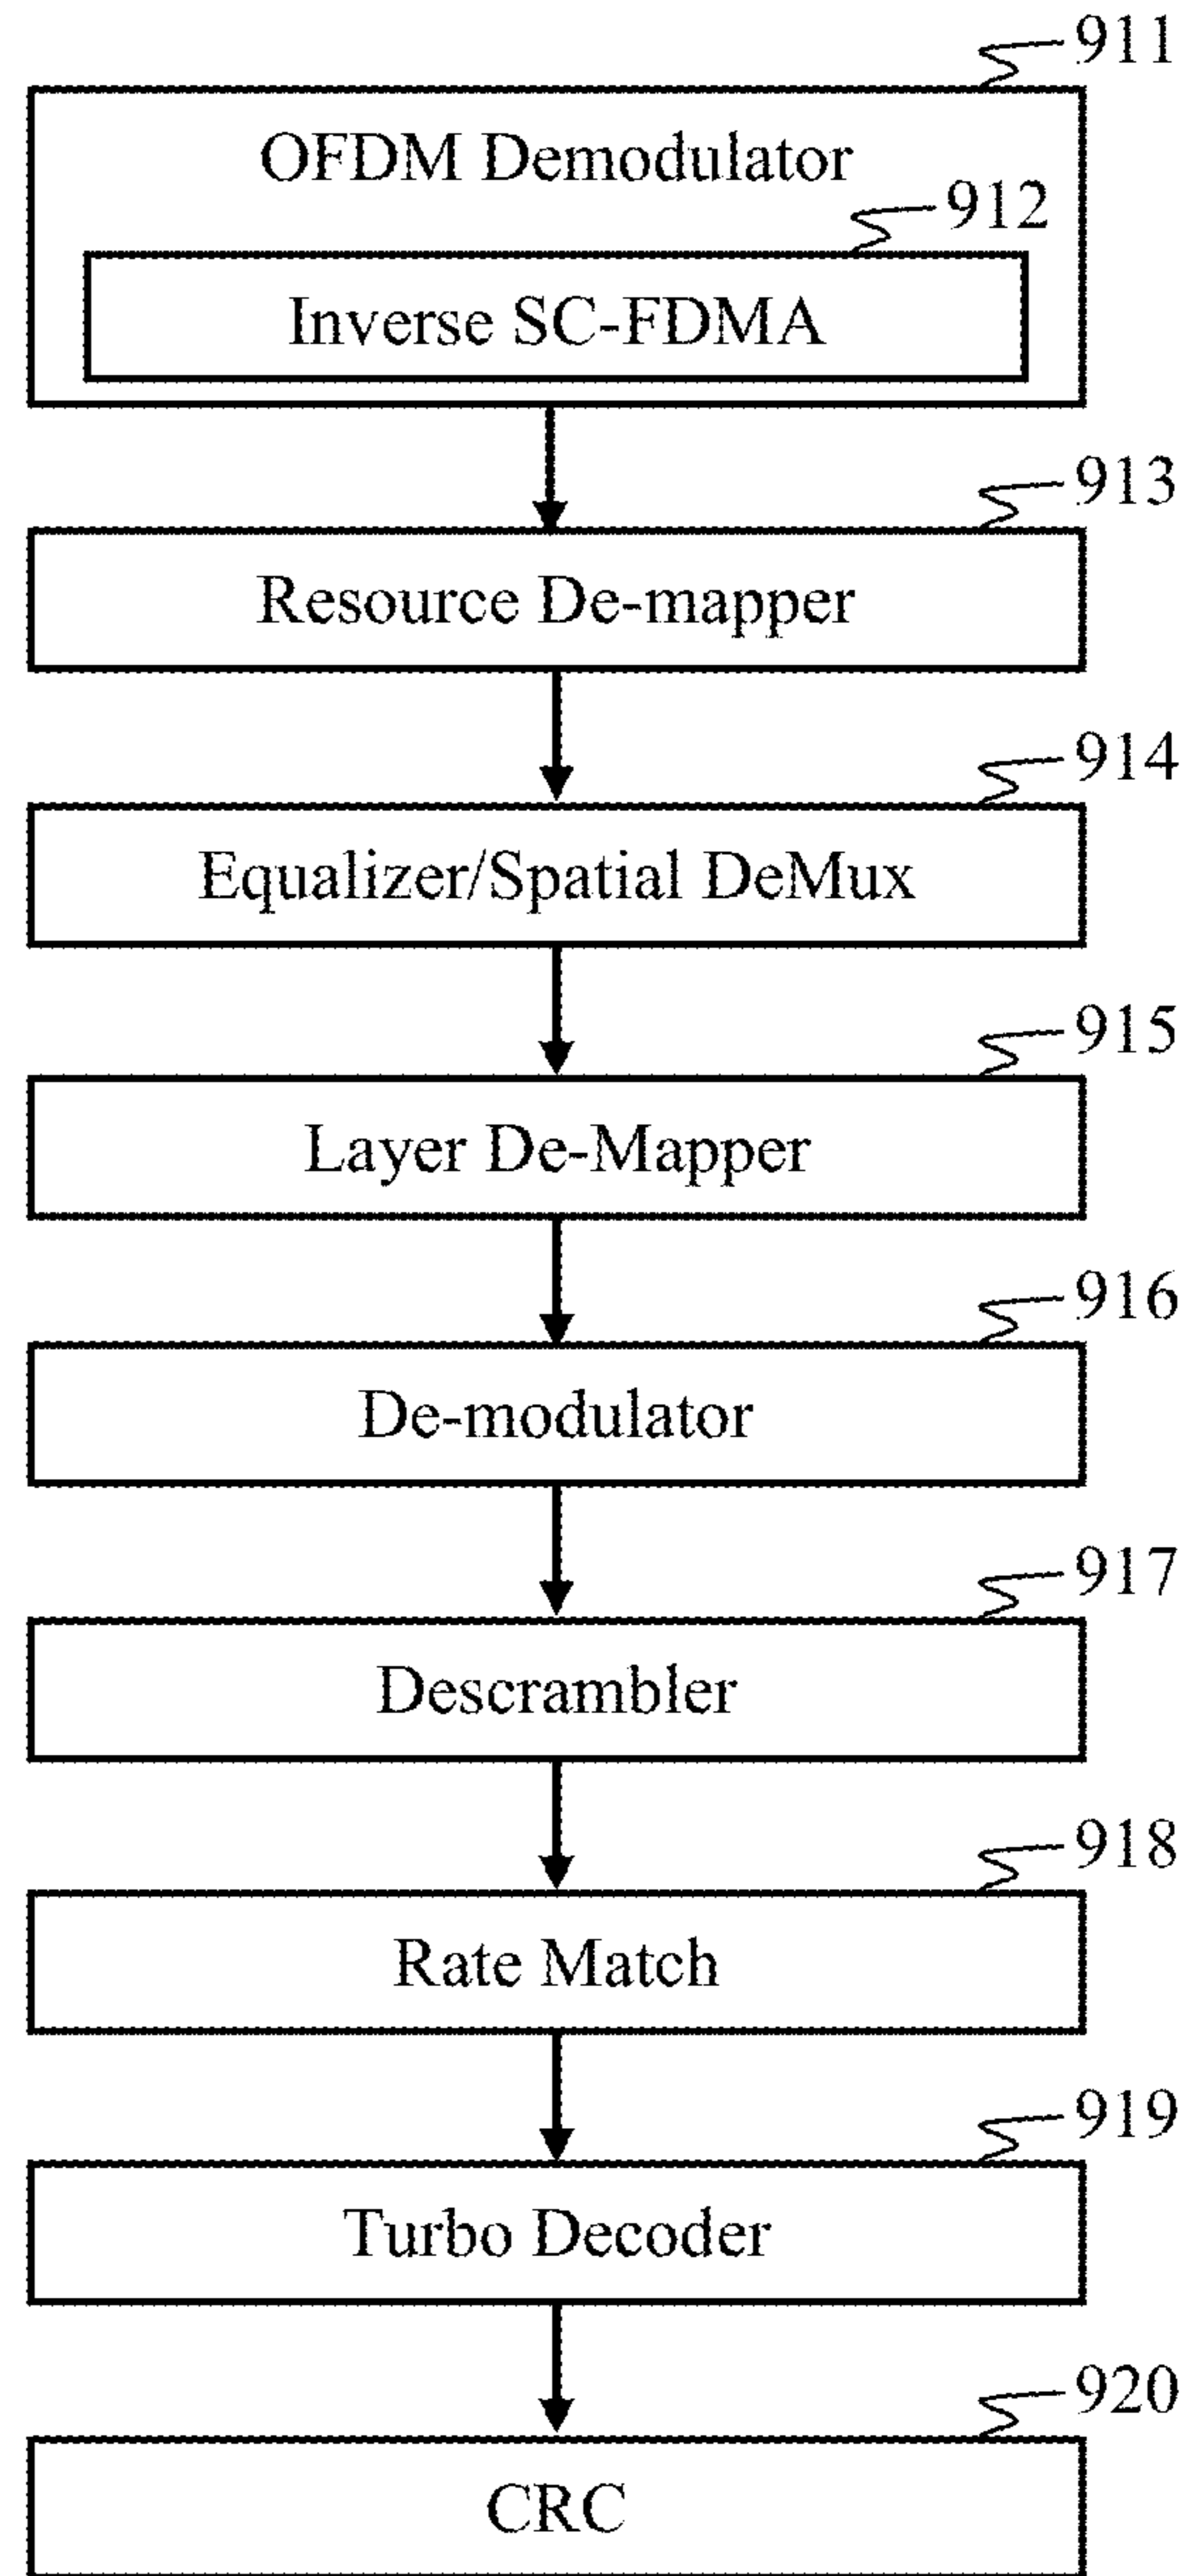 911
OFDM Demodulator
912
Inverse SC-FDMA
913
Resource De-mapper
914
Equalizer/Spatial DeMux
915
Layer De-Mapper
916
De-modulator
917
Descrambler
918
Rate Match
919
Turbo Decoder
920
CRC